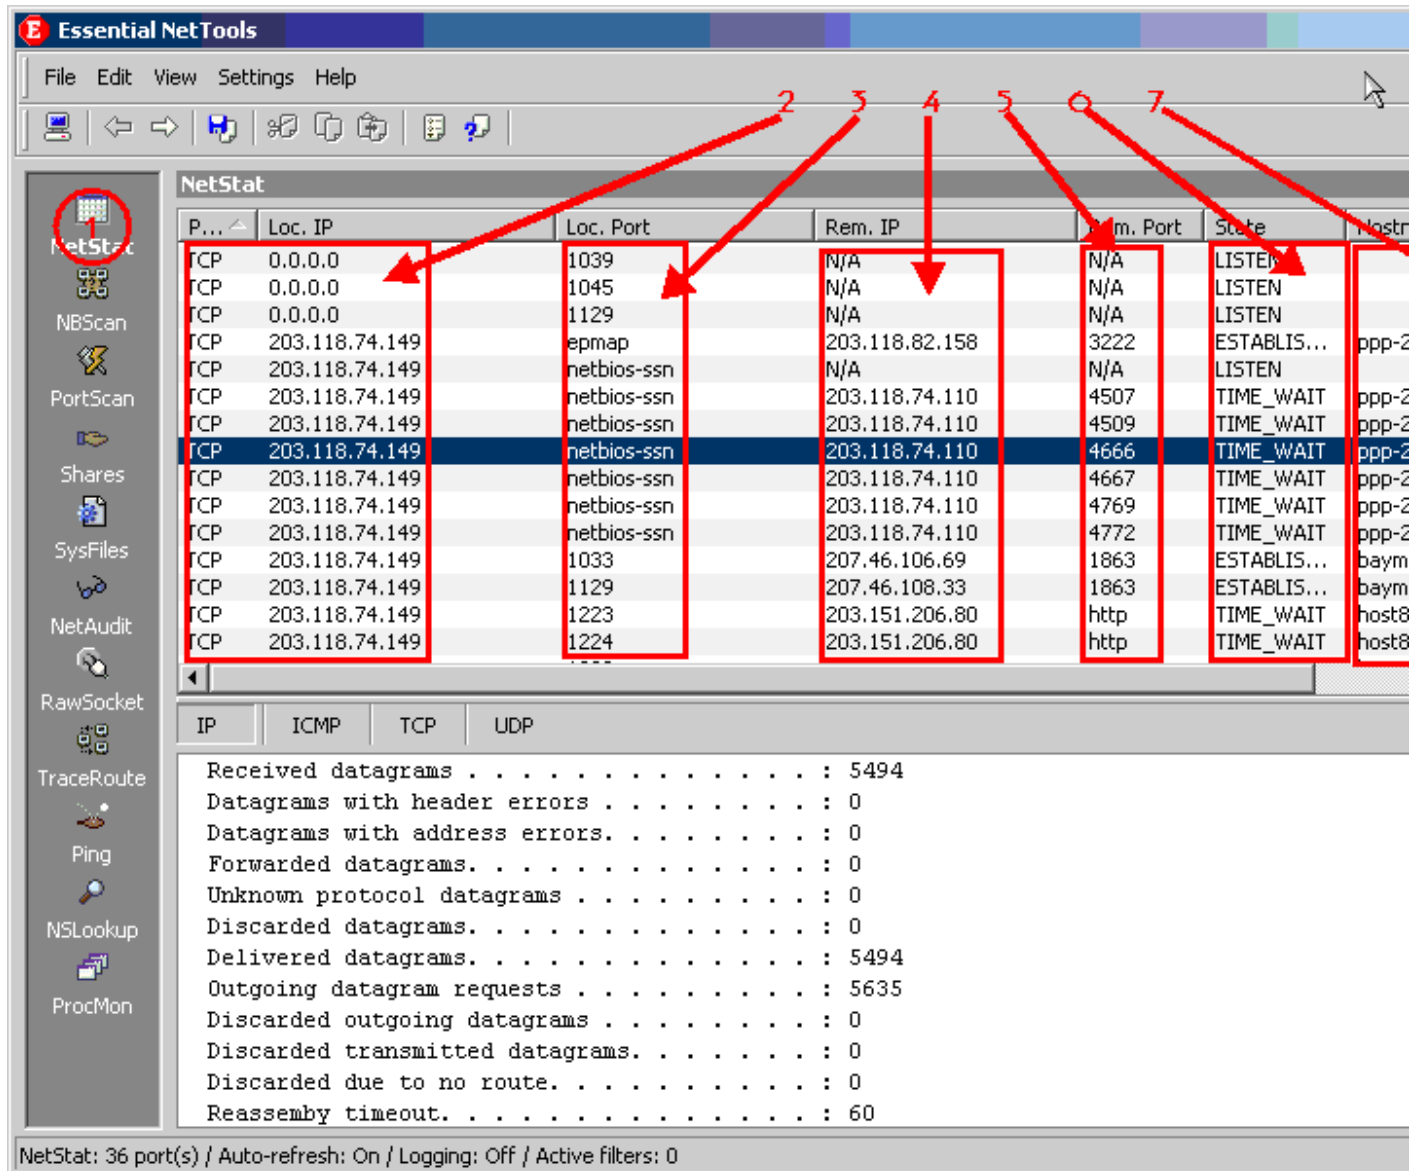 Essential NetTools
File Edit View Settings Help
2 3 4 5 6 7
NetStat
P... Loc. IP Loc. Port Rem. IP Rem. Port State Hostn
TCP 0.0.0.0 1039 N/A N/A LISTEN
TCP 0.0.0.0 1045 N/A N/A LISTEN
TCP 0.0.0.0 1129 N/A N/A LISTEN
TCP 203.118.74.149 epmap 203.118.82.158 3222 ESTABLIS... ppp-2
TCP 203.118.74.149 netbios-ssn N/A N/A LISTEN
TCP 203.118.74.149 netbios-ssn 203.118.74.110 4507 TIME_WAIT ppp-2
TCP 203.118.74.149 netbios-ssn 203.118.74.110 4509 TIME_WAIT ppp-2
TCP 203.118.74.149 netbios-ssn 203.118.74.110 4666 TIME_WAIT ppp-2
TCP 203.118.74.149 netbios-ssn 203.118.74.110 4667 TIME_WAIT ppp-2
TCP 203.118.74.149 netbios-ssn 203.118.74.110 4769 TIME_WAIT ppp-2
TCP 203.118.74.149 netbios-ssn 203.118.74.110 4772 TIME_WAIT ppp-2
TCP 203.118.74.149 1033 207.46.106.69 1863 ESTABLIS... baym
TCP 203.118.74.149 1129 207.46.108.33 1863 ESTABLIS... baym
TCP 203.118.74.149 1223 203.151.206.80 http TIME_WAIT host8
TCP 203.118.74.149 1224 203.151.206.80 http TIME_WAIT host8
1
NetStat
NBScan
PortScan
Shares
SysFiles
NetAudit
RawSocket
TraceRoute
Ping
NSLookup
ProcMon
IP ICMP TCP UDP
Received datagrams . . . . . . . . . . . . . : 5494
Datagrams with header errors . . . . . . . . : 0
Datagrams with address errors. . . . . . . . : 0
Forwarded datagrams. . . . . . . . . . . . . : 0
Unknown protocol datagrams . . . . . . . . . : 0
Discarded datagrams. . . . . . . . . . . . . : 0
Delivered datagrams. . . . . . . . . . . . . : 5494
Outgoing datagram requests . . . . . . . . . : 5635
Discarded outgoing datagrams . . . . . . . . : 0
Discarded transmitted datagrams. . . . . . . : 0
Discarded due to no route. . . . . . . . . . : 0
Reassemby timeout. . . . . . . . . . . . . . : 60
NetStat: 36 port(s) / Auto-refresh: On / Logging: Off / Active filters: 0